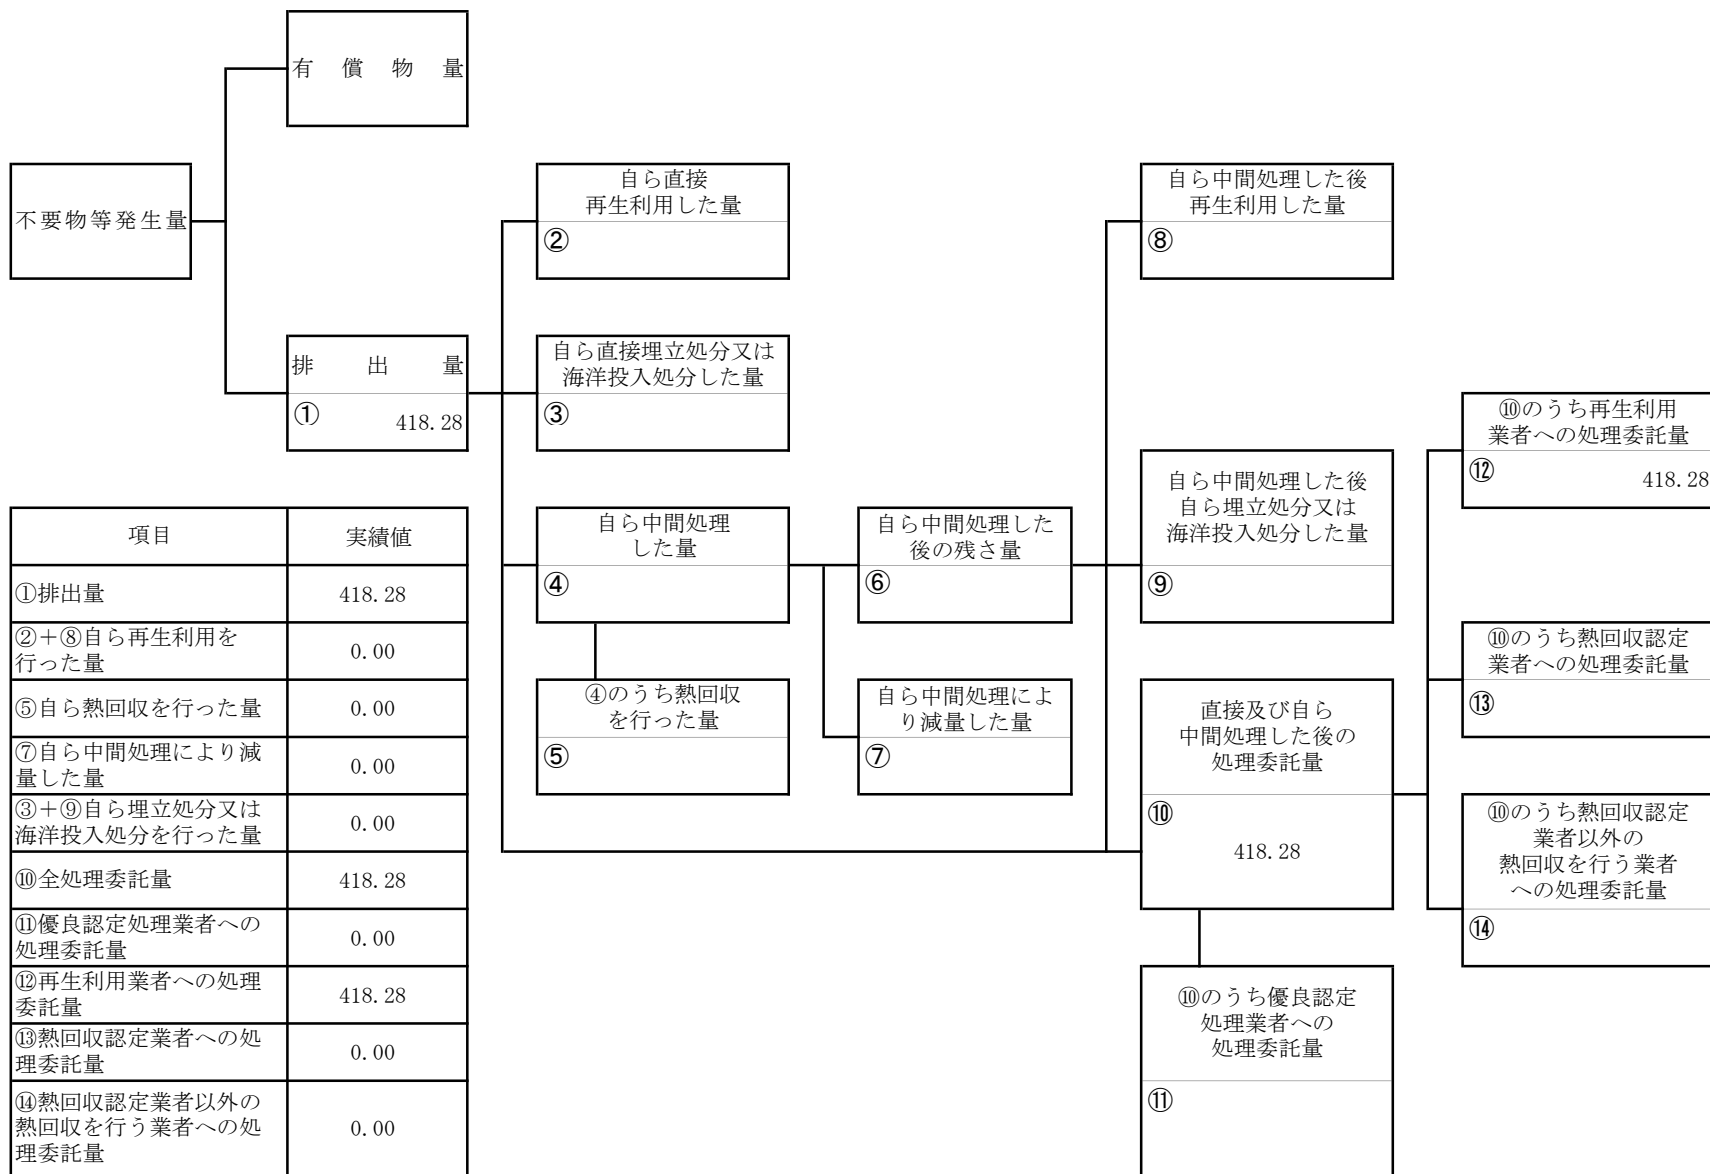 有償物量
不要物等発生量
排出量
①
418.28
自ら直接
再生利用した量
②
自ら直接埋立処分又は
海洋投入処分した量
③
自ら中間処理
した量
④
④のうち熱回収
を行った量
⑤
自ら中間処理した
後の残さ量
⑥
自ら中間処理によ
り減量した量
⑦
自ら中間処理した後
再生利用した量
⑧
自ら中間処理した後
自ら埋立処分又は
海洋投入処分した量
⑨
直接及び自ら
中間処理した後の
処理委託量
⑩
418.28
⑩のうち優良認定
処理業者への
処理委託量
⑪
⑩のうち再生利用
業者への処理委託量
⑫
418.28
⑩のうち熱回収認定
業者への処理委託量
⑬
⑩のうち熱回収認定
業者以外の
熱回収を行う業者
への処理委託量
⑭
項目 実績値
①排出量 418.28
②＋⑧自ら再生利用を
行った量 0.00
⑤自ら熱回収を行った量 0.00
⑦自ら中間処理により減
量した量 0.00
③＋⑨自ら埋立処分又は
海洋投入処分を行った量 0.00
⑩全処理委託量 418.28
⑪優良認定処理業者への
処理委託量 0.00
⑫再生利用業者への処理
委託量 418.28
⑬熱回収認定業者への処
理委託量 0.00
⑭熱回収認定業者以外の
熱回収を行う業者への処
理委託量 0.00